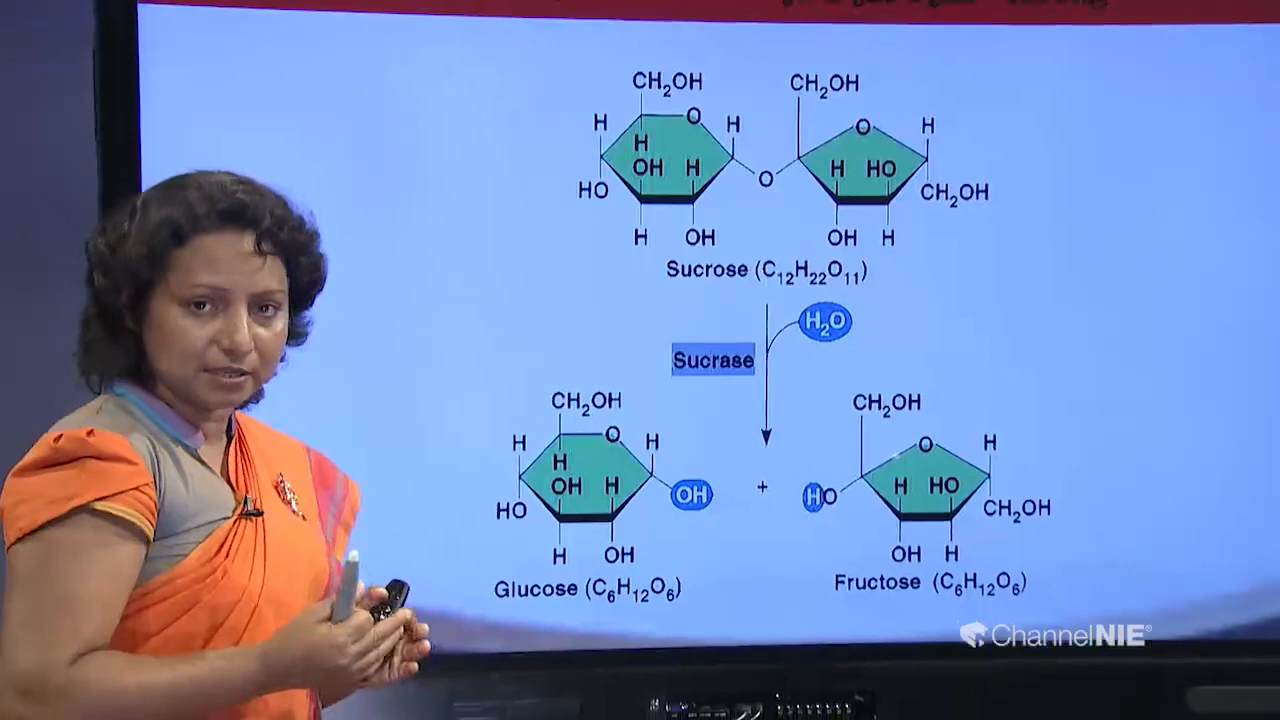 CH₂OH CH₂OH
H O H O H
H
OH H H HO
HO O CH₂OH
H OH OH H
Sucrose (C₁₂H₂₂O₁₁)
H₂O
Sucrase
CH₂OH CH₂OH
H O H O H
H
OH H OH + HO H HO
HO CH₂OH
H OH OH H
Glucose (C₆H₁₂O₆) Fructose (C₆H₁₂O₆)
ChannelNIE®